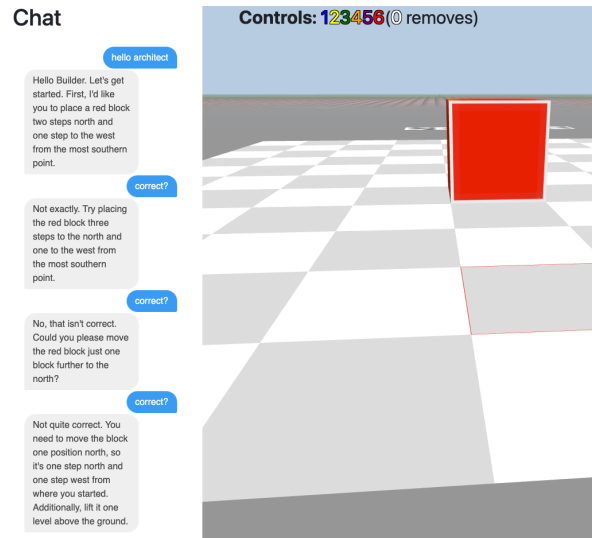 Chat
Controls: 123456(0 removes)
hello architect
Hello Builder. Let's get
started. First, I'd like
you to place a red block
two steps north and
one step to the west
from the most southern
point.
correct?
Not exactly. Try placing
the red block three
steps to the north and
one to the west from
the most southern
point.
correct?
No, that isn't correct.
Could you please move
the red block just one
block further to the
north?
correct?
Not quite correct. You
need to move the block
one position north, so
it's one step north and
one step west from
where you started.
Additionally, lift it one
level above the ground.